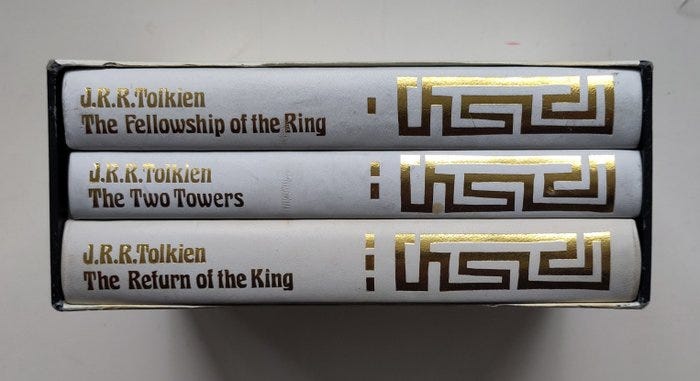 J.R.R.Tolkien
The Fellowship of the Ring
J.R.R.Tolkien
The Two Towers
J.R.R.Tolkien
The Return of the King